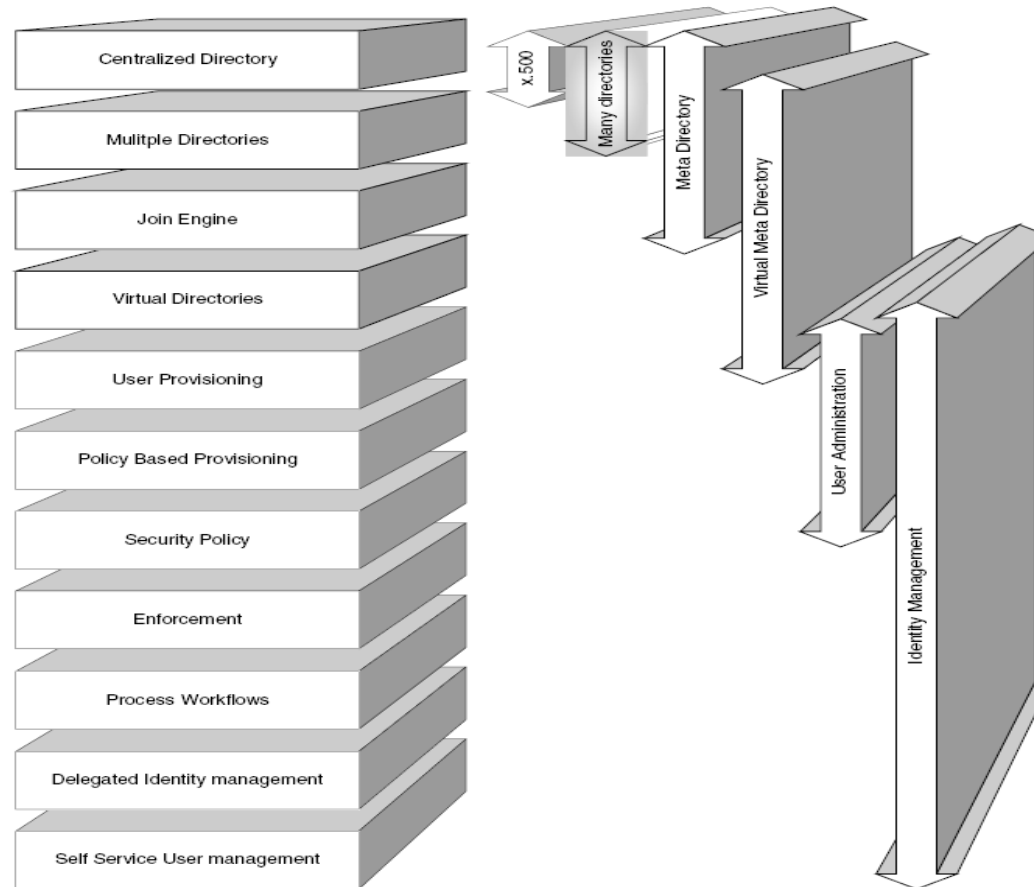 Centralized Directory
Mulitple Directories
Join Engine
Virtual Directories
User Provisioning
Policy Based Provisioning
Security Policy
Enforcement
Process Workflows
Delegated Identity management
Self Service User management
x.500
Many directories
Meta Directory
Virtual Meta Directory
User Administration
Identity Management